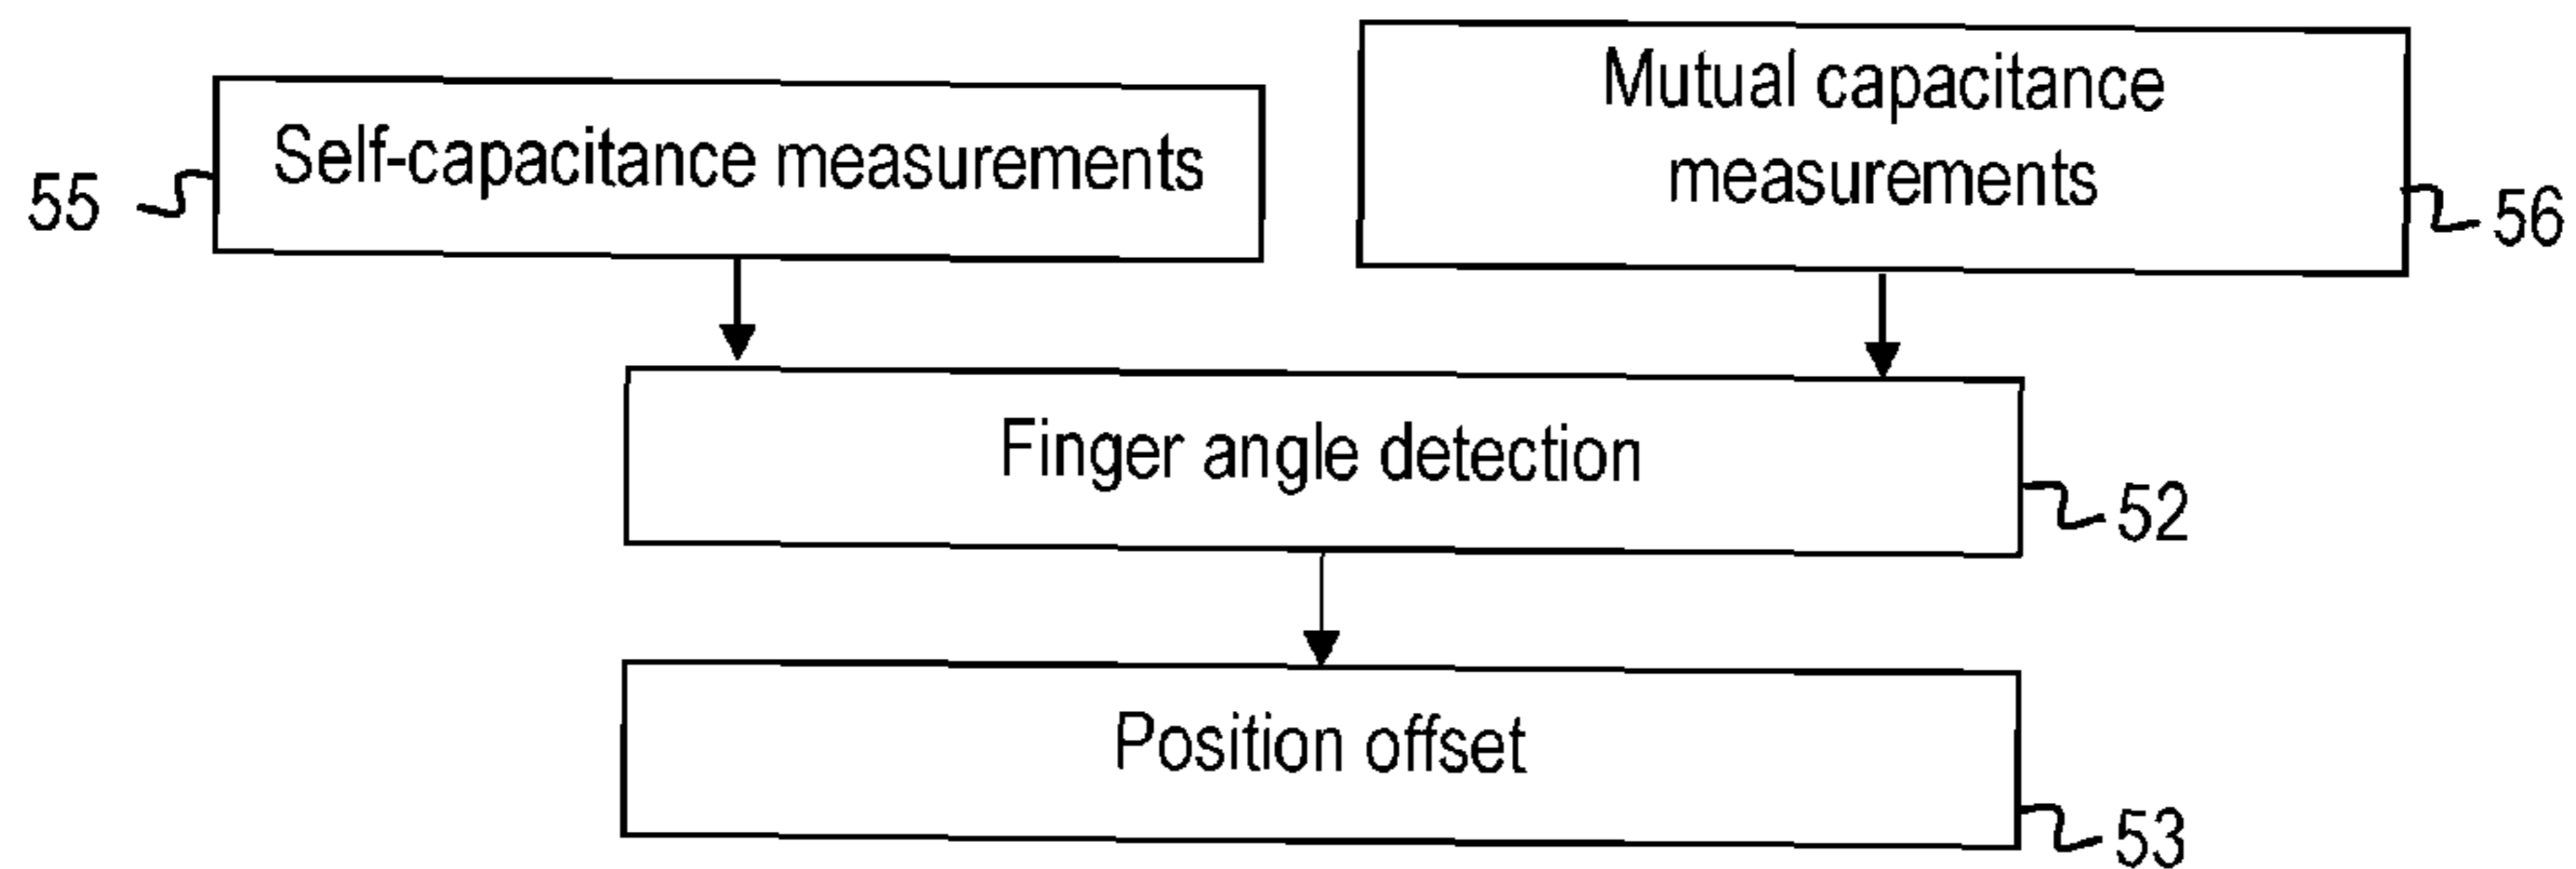 Mutual capacitance
measurements
Self-capacitance measurements
55
56
Finger angle detection
52
Position offset
53